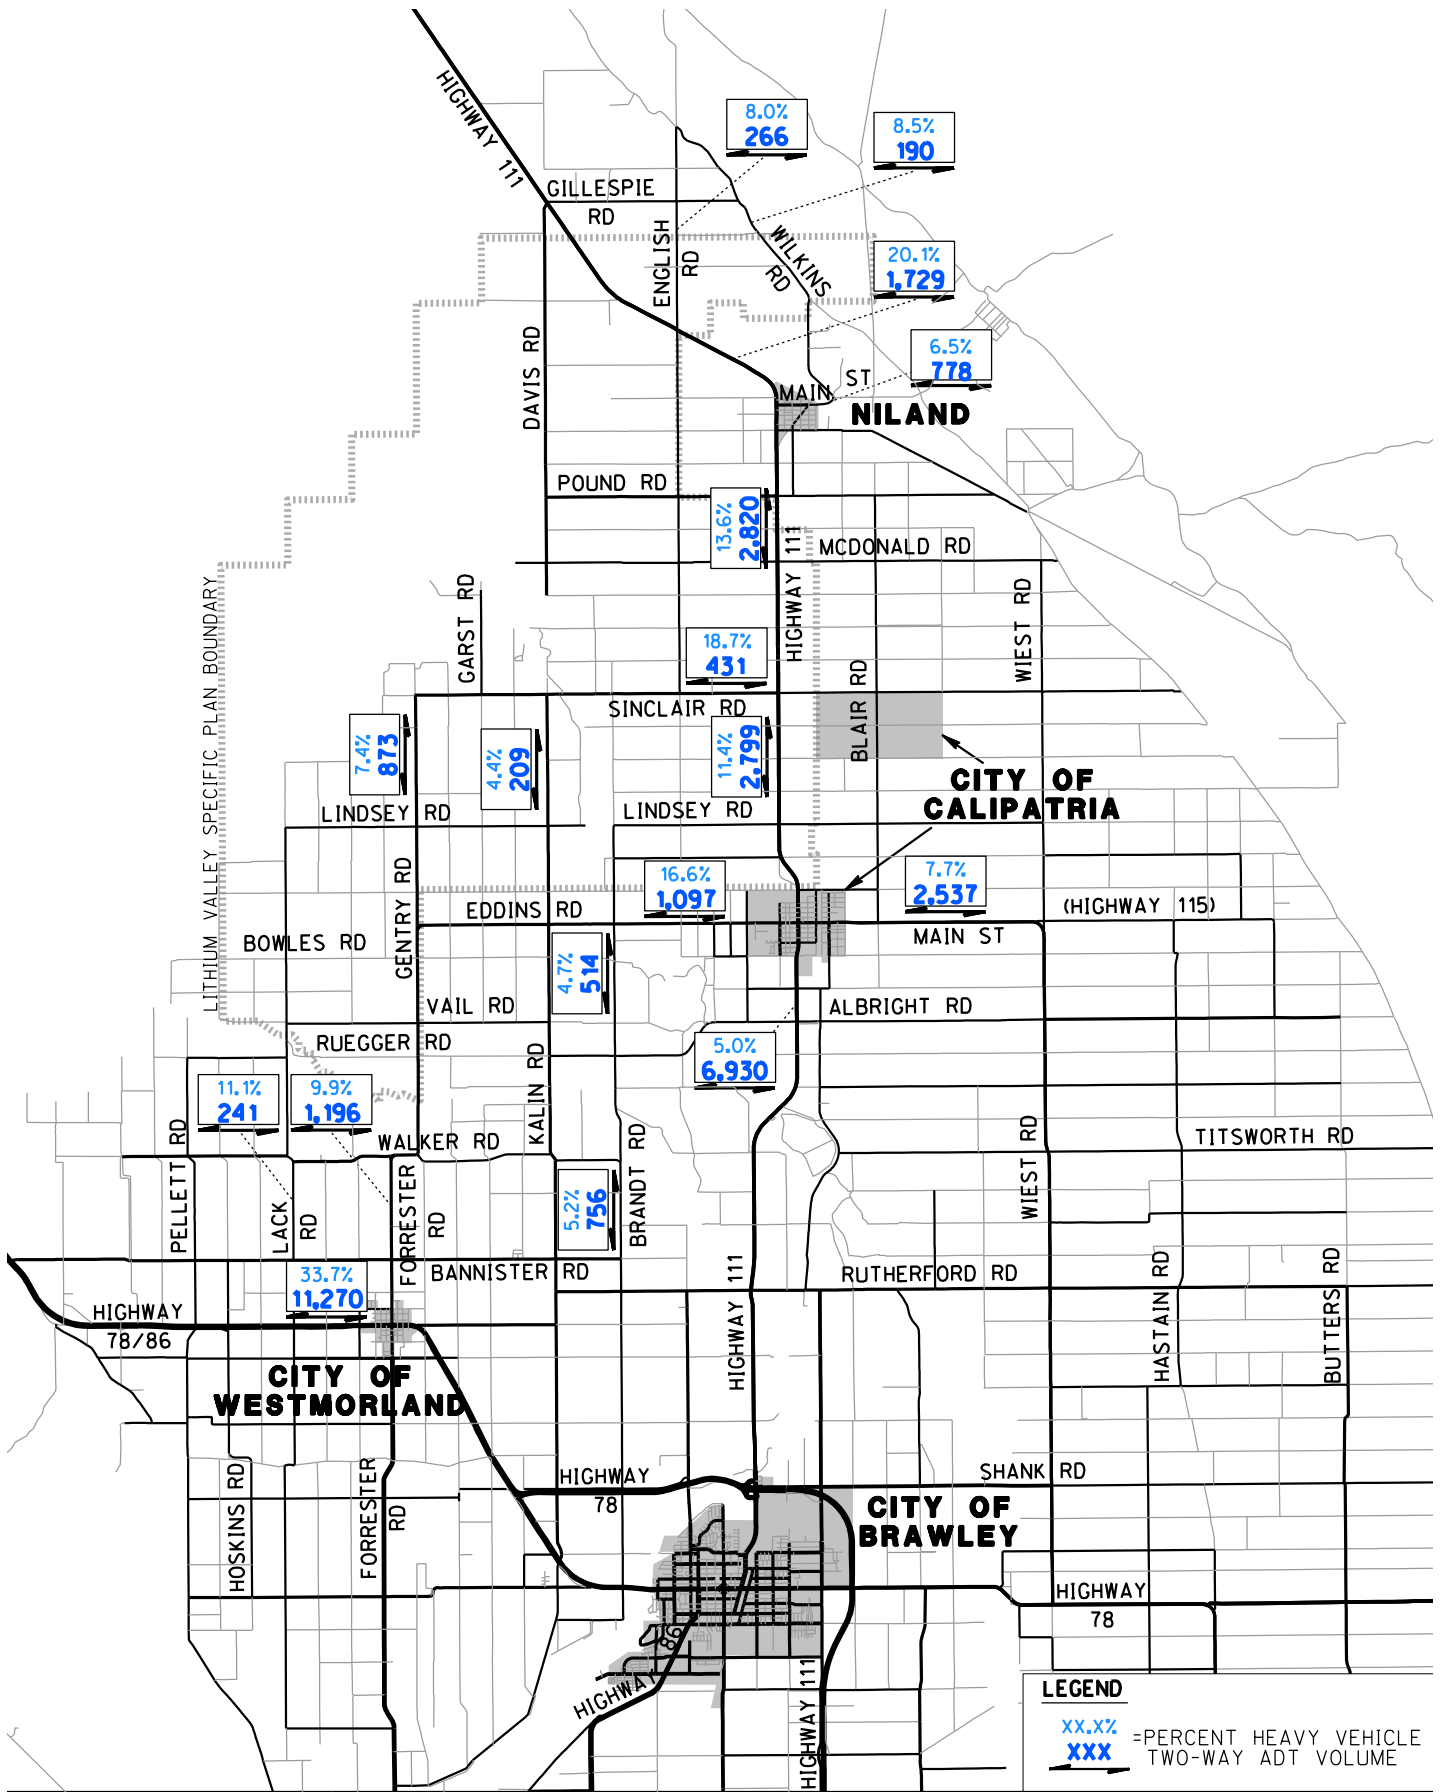 HIGHWAY 111
8.0%
266
8.5%
190
GILLESPIE
RD
ENGLISH
RD
WILKINS
RD
20.1%
1,729
DAVIS RD
6.5%
778
MAIN ST
NILAND
POUND RD
13.6%
2,820
HIGHWAY 111
MCDONALD RD
LITHIUM VALLEY SPECIFIC PLAN BOUNDARY
GARST RD
WIEST RD
18.7%
431
SINCLAIR RD
BLAIR RD
7.4%
873
4.4%
209
11.4%
2,799
CITY OF
CALIPATRIA
LINDSEY RD
LINDSEY RD
GENTRY RD
16.6%
1,097
7.7%
2,537
EDDINS RD
(HIGHWAY 115)
BOWLES RD
MAIN ST
4.7%
514
VAIL RD
ALBRIGHT RD
RUEGGER RD
KALIN RD
5.0%
6,930
11.1%
241
9.9%
1,196
PELLETT RD
WALKER RD
BRANDT RD
WIEST RD
TITSWORTH RD
LACK
RD
FORRESTER
RD
5.2%
756
BANNISTER RD
RUTHERFORD RD
HASTAIN RD
BUTTERS RD
33.7%
11,270
HIGHWAY
78/86
HIGHWAY 111
CITY OF
WESTMORLAND
HOSKINS RD
FORRESTER
RD
HIGHWAY
78
SHANK RD
CITY OF
BRAWLEY
HIGHWAY
78
HIGHWAY 86
HIGHWAY 111
LEGEND
XX.X%
XXX
=PERCENT HEAVY VEHICLE
TWO-WAY ADT VOLUME